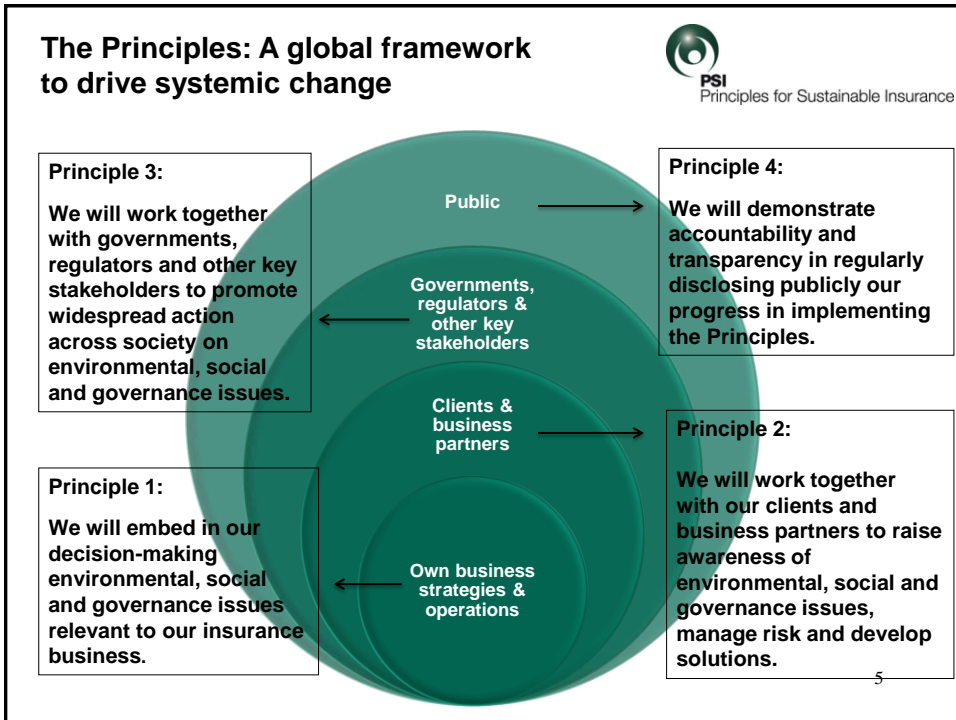 The Principles: A global framework
to drive systemic change
PSI
Principles for Sustainable Insurance
Principle 3:
We will work together
with governments,
regulators and other key
stakeholders to promote
widespread action
across society on
environmental, social
and governance issues.
Public
Principle 4:
We will demonstrate
accountability and
transparency in regularly
disclosing publicly our
progress in implementing
the Principles.
Governments,
regulators &
other key
stakeholders
Clients &
business
partners
Principle 2:
We will work together
with our clients and
business partners to raise
awareness of
environmental, social and
governance issues,
manage risk and develop
solutions.
Principle 1:
We will embed in our
decision-making
environmental, social
and governance issues
relevant to our insurance
business.
Own business
strategies &
operations
5